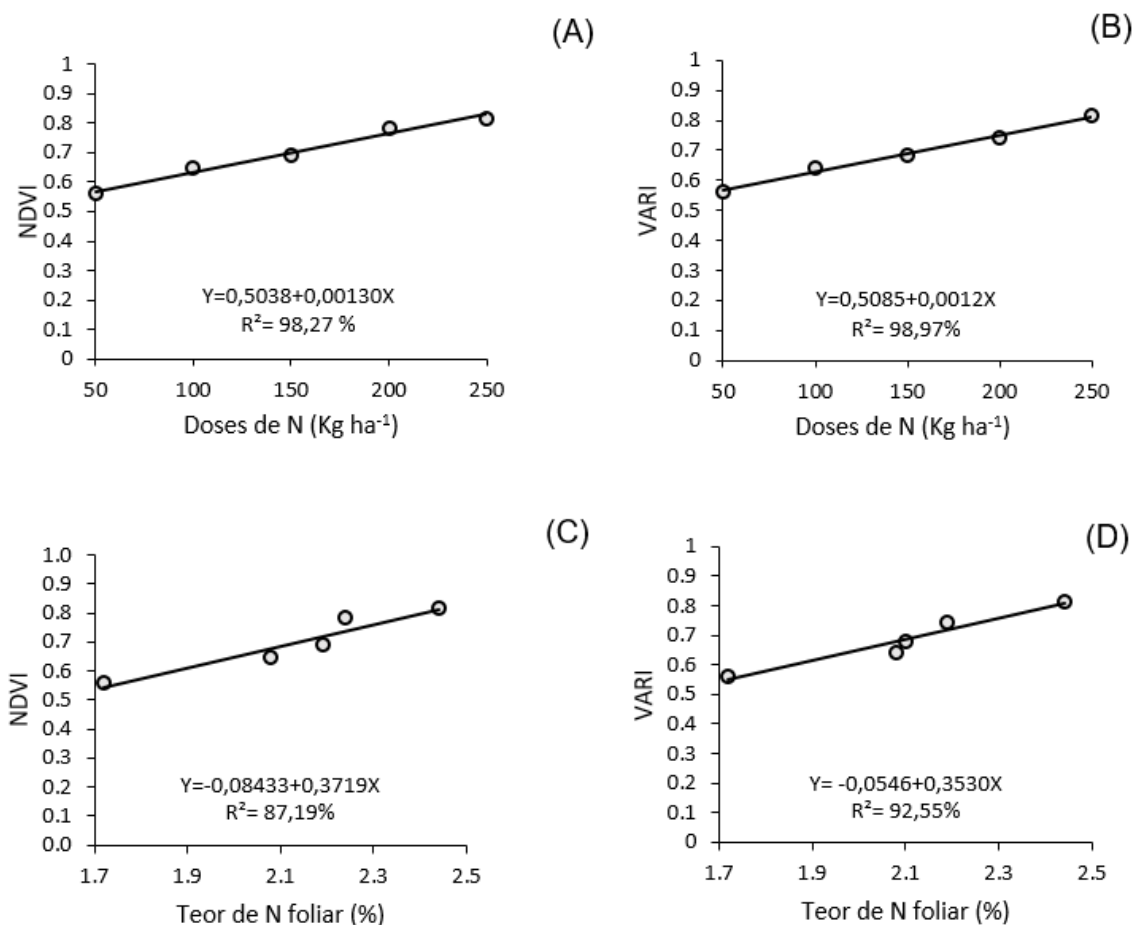 (A)
1
0.9
0.8
0.7
0.6
0.5
0.4
0.3
0.2
0.1
0
NDVI
Y=0,5038+0,00130X
R²= 98,27 %
50 100 150 200 250
Doses de N (Kg ha⁻¹)
(B)
1
0.9
0.8
0.7
0.6
0.5
0.4
0.3
0.2
0.1
0
VARI
Y=0,5085+0,0012X
R²= 98,97%
50 100 150 200 250
Doses de N (Kg ha⁻¹)
(C)
1.0
0.9
0.8
0.7
0.6
0.5
0.4
0.3
0.2
0.1
0.0
NDVI
Y=-0,08433+0,3719X
R²= 87,19%
1.7 1.9 2.1 2.3 2.5
Teor de N foliar (%)
(D)
1
0.9
0.8
0.7
0.6
0.5
0.4
0.3
0.2
0.1
0
VARI
Y= -0,0546+0,3530X
R²= 92,55%
1.7 1.9 2.1 2.3 2.5
Teor de N foliar (%)